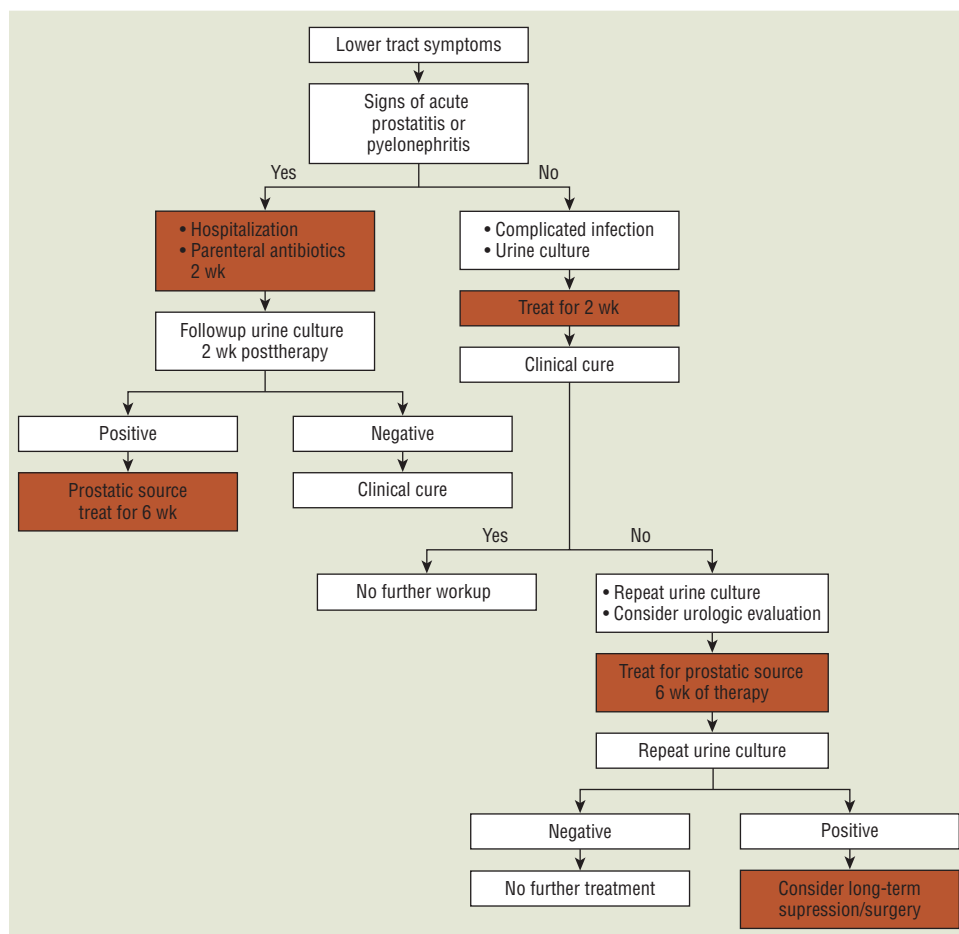 Lower tract symptoms
Signs of acute
prostatitis or
pyelonephritis
Yes
No
• Hospitalization
• Parenteral antibiotics
2 wk
• Complicated infection
• Urine culture
Treat for 2 wk
Followup urine culture
2 wk posttherapy
Clinical cure
Positive
Negative
Prostatic source
treat for 6 wk
Clinical cure
Yes
No
No further workup
• Repeat urine culture
• Consider urologic evaluation
Treat for prostatic source
6 wk of therapy
Repeat urine culture
Negative
Positive
No further treatment
Consider long-term
supression/surgery